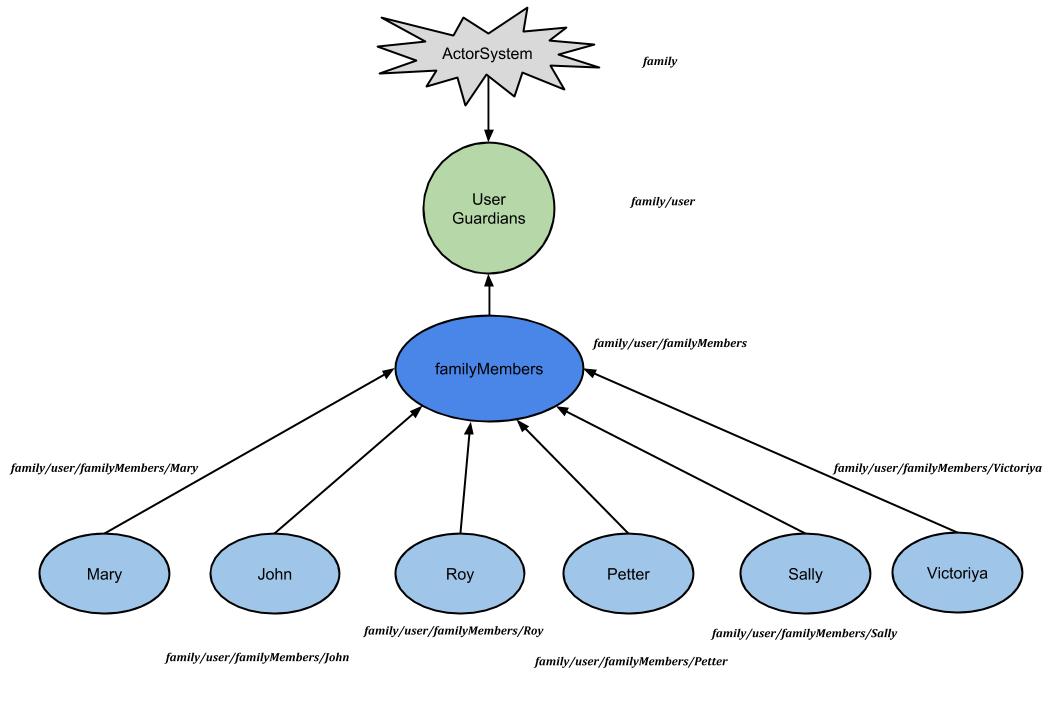 ActorSystem
family
User
Guardians
family/user
family/user/familyMembers
familyMembers
family/user/familyMembers/Mary
family/user/familyMembers/Victoriya
Mary
John
Roy
Petter
Sally
Victoriya
family/user/familyMembers/Roy
family/user/familyMembers/Sally
family/user/familyMembers/John
family/user/familyMembers/Petter